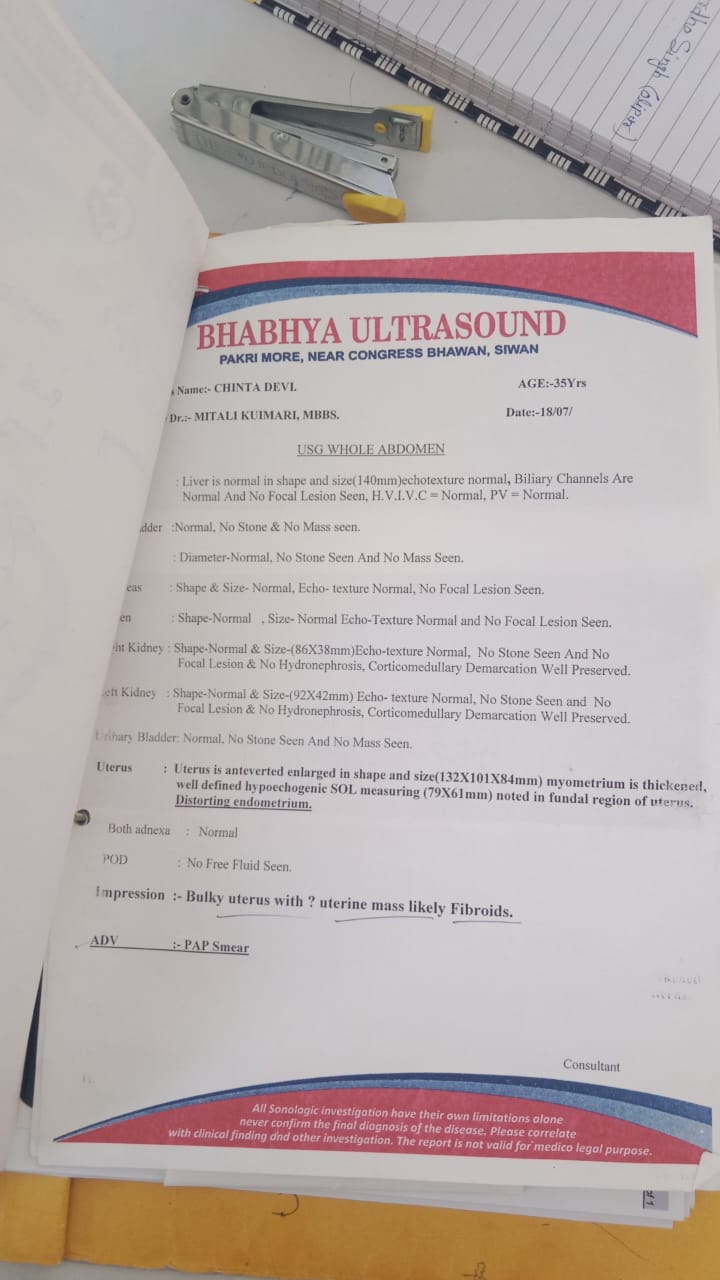 Singh
BHABHYA ULTRASOUND
PAKRI MORE, NEAR CONGRESS BHAWAN, SIWAN
Name:- CHINTA DEVI. AGE:-35Yrs
Dr.:- MITALI KUIMARI, MBBS. Date:-18/07/
USG WHOLE ABDOMEN
: Liver is normal in shape and size(140mm)echotexture normal, Biliary Channels Are
Normal And No Focal Lesion Seen, H.V.I.V.C = Normal, PV = Normal.
dder :Normal, No Stone & No Mass seen.
: Diameter-Normal, No Stone Seen And No Mass Seen.
eas : Shape & Size- Normal, Echo- texture Normal, No Focal Lesion Seen.
en : Shape-Normal , Size- Normal Echo-Texture Normal and No Focal Lesion Seen.
ht Kidney : Shape-Normal & Size-(86X38mm)Echo-texture Normal, No Stone Seen And No
Focal Lesion & No Hydronephrosis, Corticomedullary Demarcation Well Preserved.
Left Kidney : Shape-Normal & Size-(92X42mm) Echo- texture Normal, No Stone Seen and No
Focal Lesion & No Hydronephrosis, Corticomedullary Demarcation Well Preserved.
Urinary Bladder: Normal, No Stone Seen And No Mass Seen.
Uterus : Uterus is anteverted enlarged in shape and size(132X101X84mm) myometrium is thickened,
well defined hypoechogenic SOL measuring (79X61mm) noted in fundal region of uterus.
Distorting endometrium.
Both adnexa : Normal
POD : No Free Fluid Seen.
Impression :- Bulky uterus with ? uterine mass likely Fibroids.
ADV :- PAP Smear
Consultant
All Sonologic investigation have their own limitations alone
never confirm the final diagnosis of the disease. Please correlate
with clinical finding and other investigation. The report is not valid for medico legal purpose.